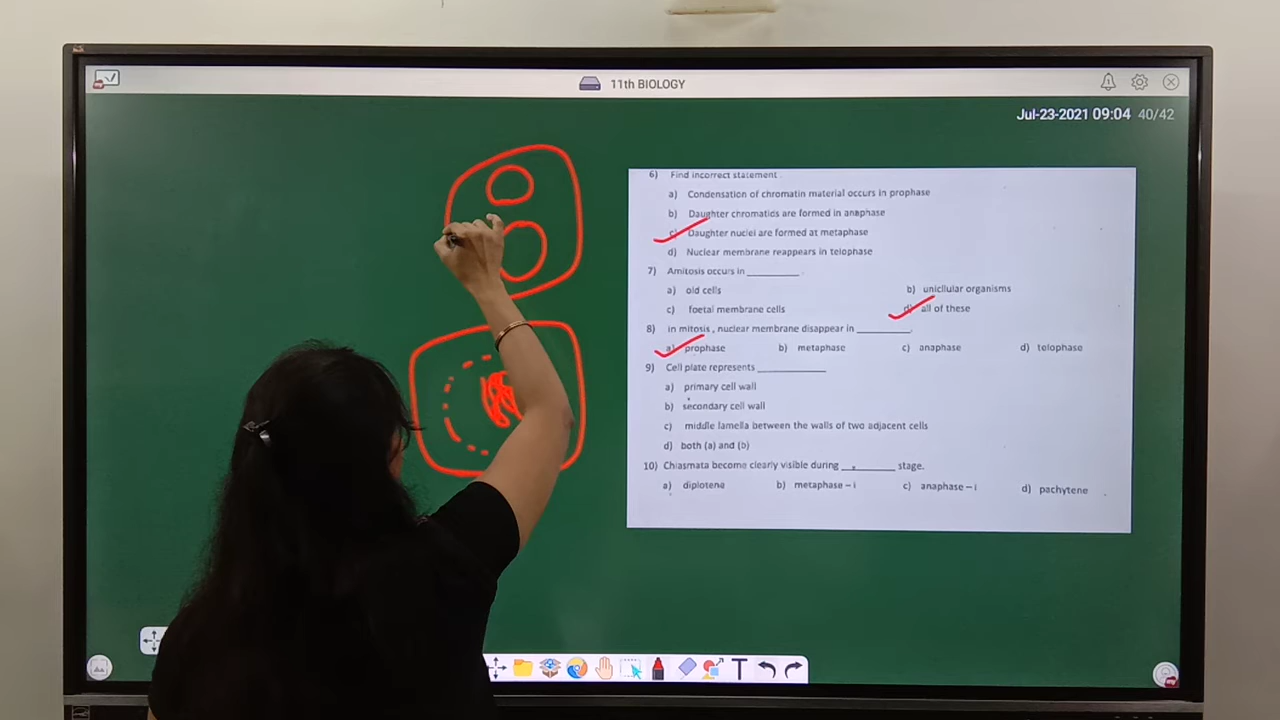 11th BIOLOGY
Jul-23-2021 09:04 40/42
6) Find incorrect statement
a) Condensation of chromatin material occurs in prophase
b) Daughter chromatids are formed in anaphase
c) Daughter nuclei are formed at metaphase
d) Nuclear membrane reappears in telophase
7) Amitosis occurs in ________ .
a) old cells b) unicllular organisms
c) foetal membrane cells d) all of these
8) in mitosis , nuclear membrane disappear in ________.
a) prophase b) metaphase c) anaphase d) telophase
9) Cell plate represents __________
a) primary cell wall
b) secondary cell wall
c) middle lamella between the walls of two adjacent cells
d) both (a) and (b)
10) Chiasmata become clearly visible during ________ stage.
a) diplotene b) metaphase – i c) anaphase – i d) pachytene
T